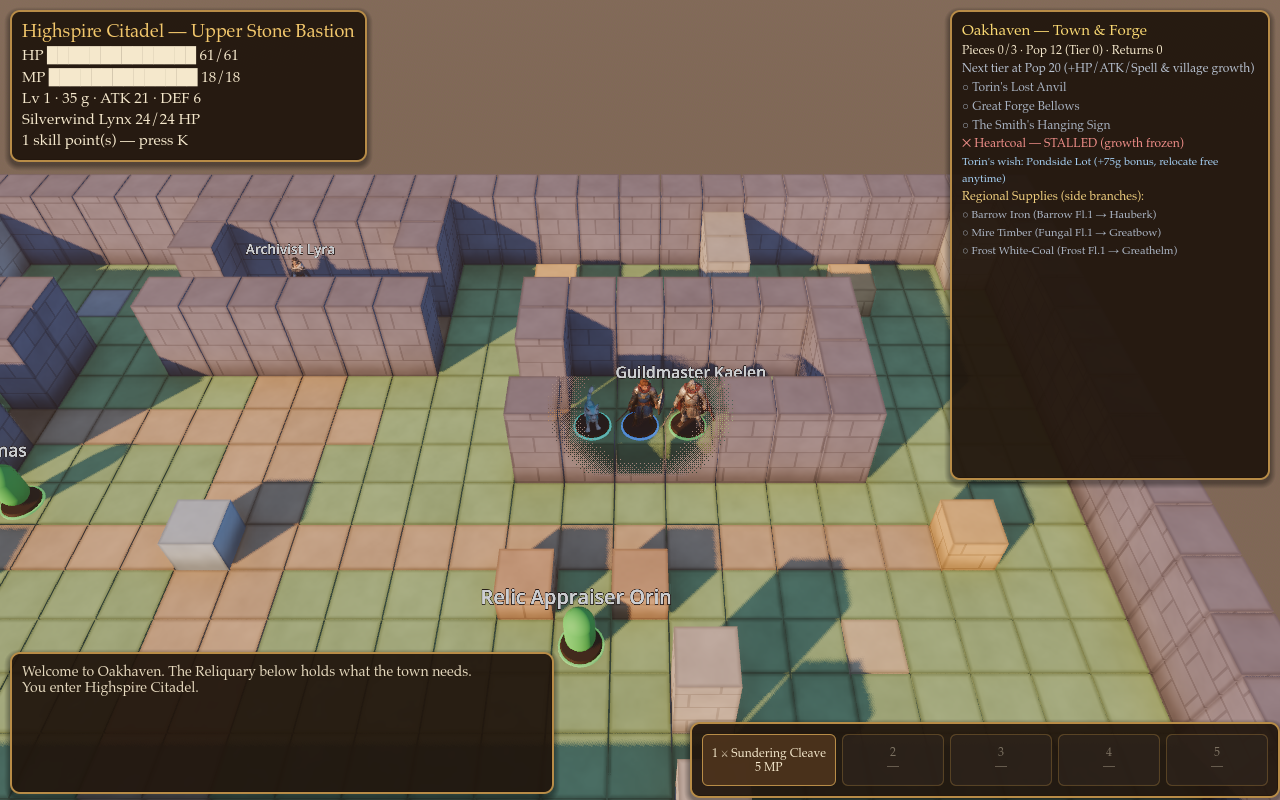 Highspire Citadel — Upper Stone Bastion
HP 61/61
MP 18/18
Lv 1 · 35 g · ATK 21 · DEF 6
Silverwind Lynx 24/24 HP
1 skill point(s) — press K
Oakhaven — Town & Forge
Pieces 0/3 · Pop 12 (Tier 0) · Returns 0
Next tier at Pop 20 (+HP/ATK/Spell & village growth)
○ Torin's Lost Anvil
○ Great Forge Bellows
○ The Smith's Hanging Sign
✕ Heartcoal — STALLED (growth frozen)
Torin's wish: Pondside Lot (+75g bonus, relocate free
anytime)
Regional Supplies (side branches):
○ Barrow Iron (Barrow Fl.1 → Hauberk)
○ Mire Timber (Fungal Fl.1 → Greatbow)
○ Frost White-Coal (Frost Fl.1 → Greathelm)
Archivist Lyra
Guildmaster Kaelen
mas
Relic Appraiser Orin
Welcome to Oakhaven. The Reliquary below holds what the town needs.
You enter Highspire Citadel.
1 ⚔ Sundering Cleave
5 MP
2
—
3
—
4
—
5
—